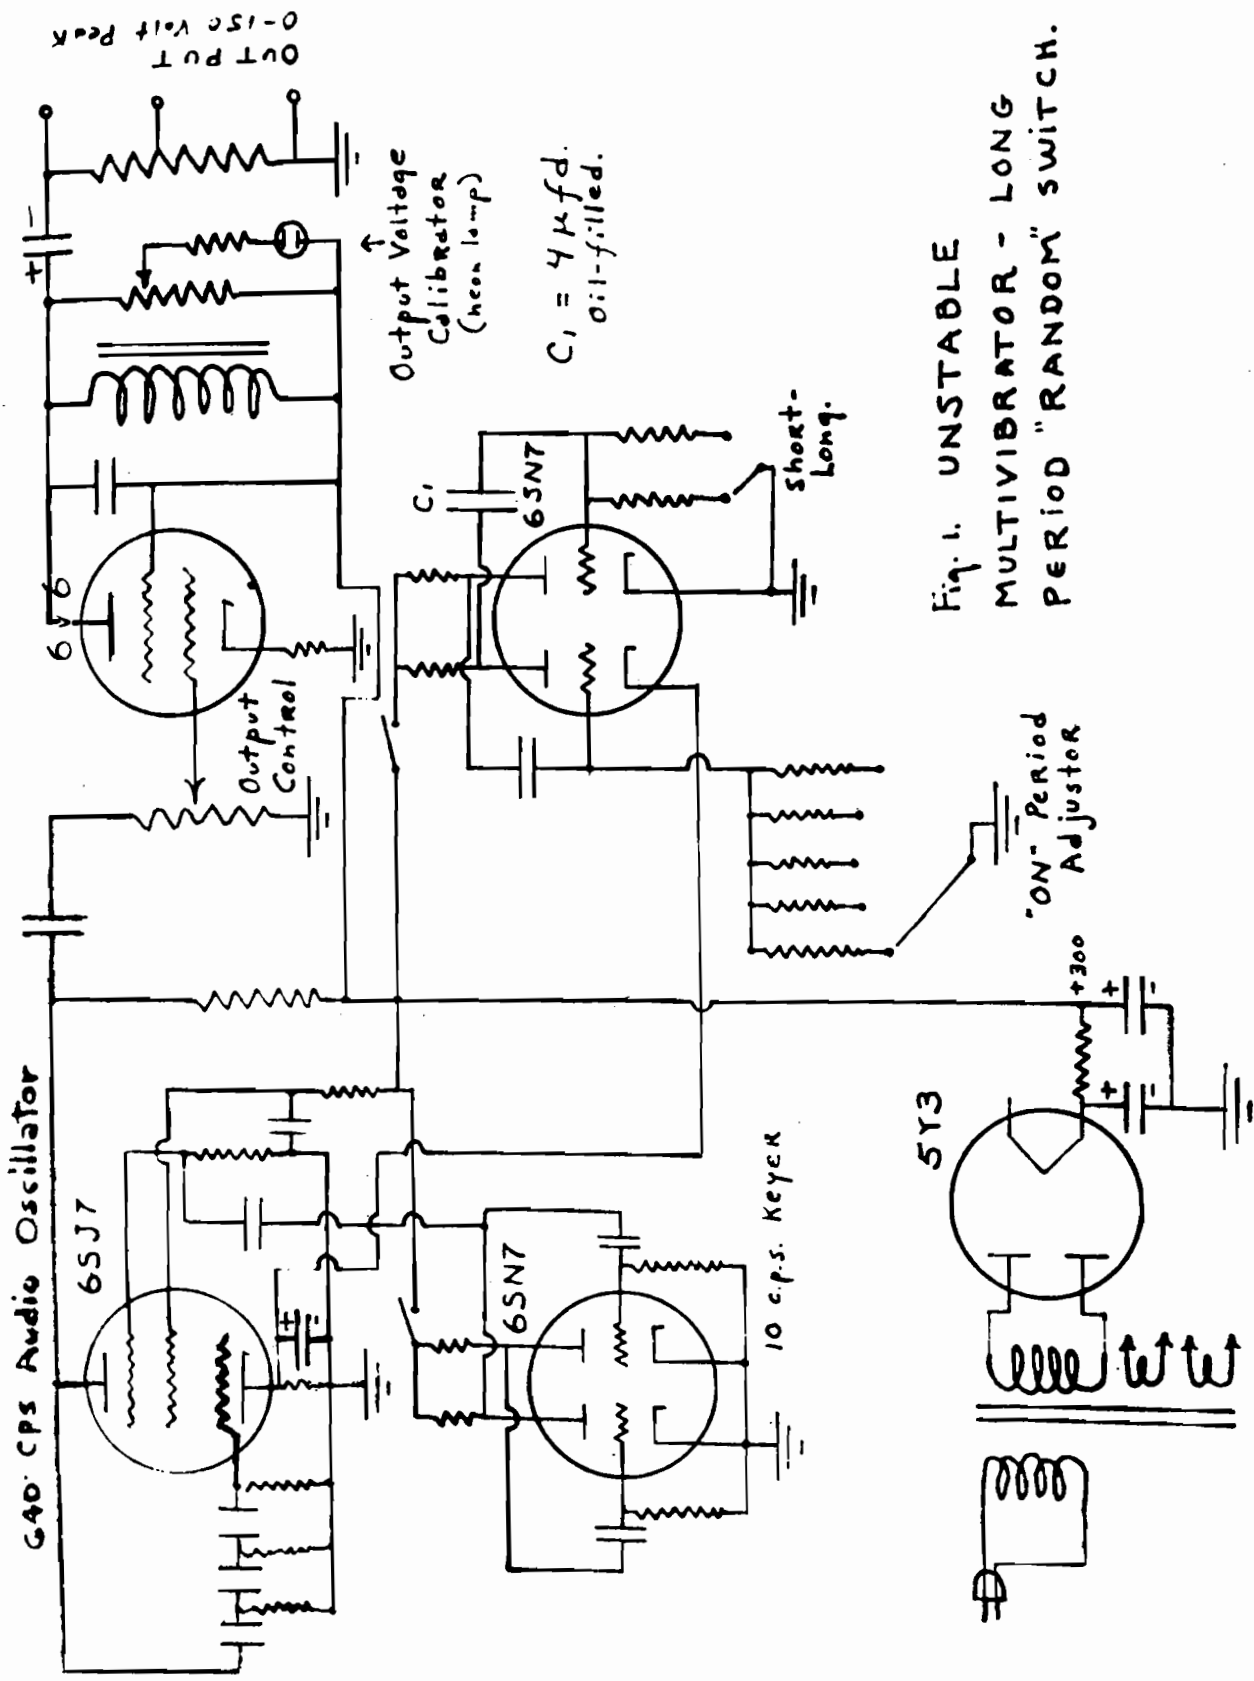 640 CPS Audio Oscillator
6SJ7
6V6
Output
Control
OUTPUT
0-150 Volt Peak
+
−
Output Voltage
Calibrator
(neon lamp)
C₁ = 4 μfd.
Oil-filled.
C₁
6SN7
Short-
Long.
+
-
6SN7
10 c.p.s. Keyer
"ON" Period
Adjustor
5Y3
+300
+
-
+
-
Fig. 1. UNSTABLE
MULTIVIBRATOR - LONG
PERIOD "RANDOM" SWITCH.